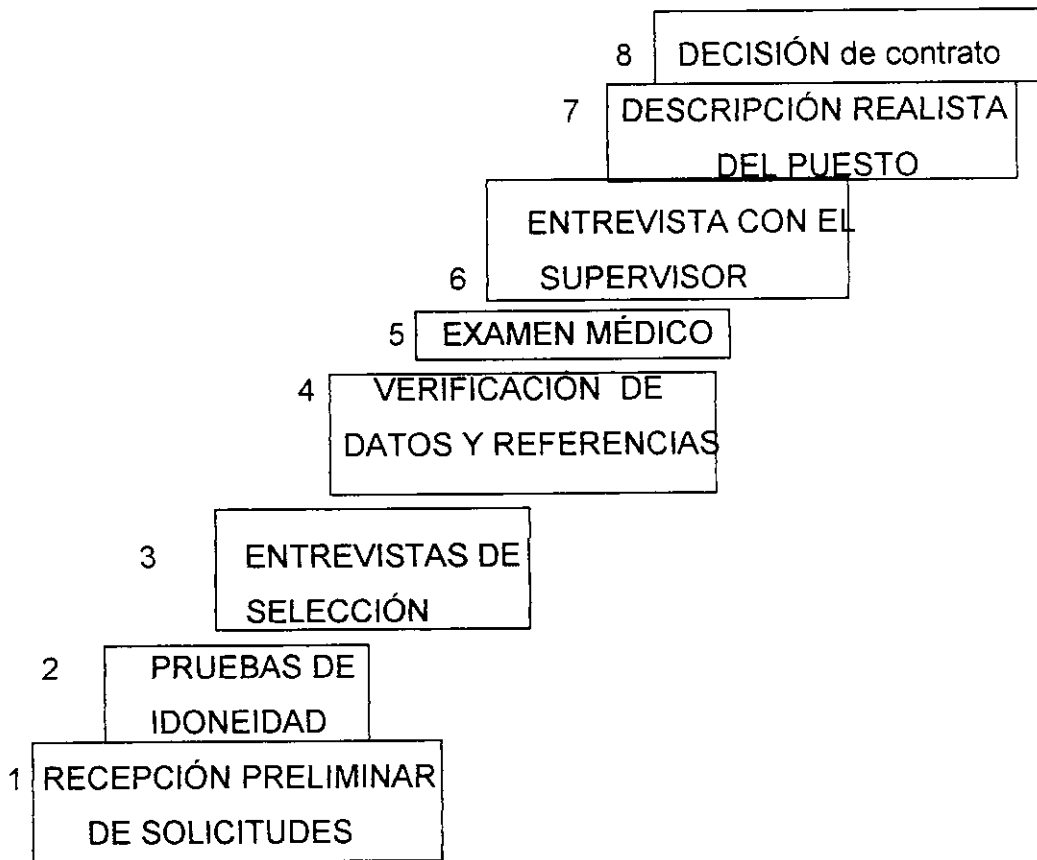 8 DECISIÓN de contrato
7 DESCRIPCIÓN REALISTA
DEL PUESTO
ENTREVISTA CON EL
6 SUPERVISOR
5 EXAMEN MÉDICO
4 VERIFICACIÓN DE
DATOS Y REFERENCIAS
3 ENTREVISTAS DE
SELECCIÓN
2 PRUEBAS DE
IDONEIDAD
1 RECEPCIÓN PRELIMINAR
DE SOLICITUDES